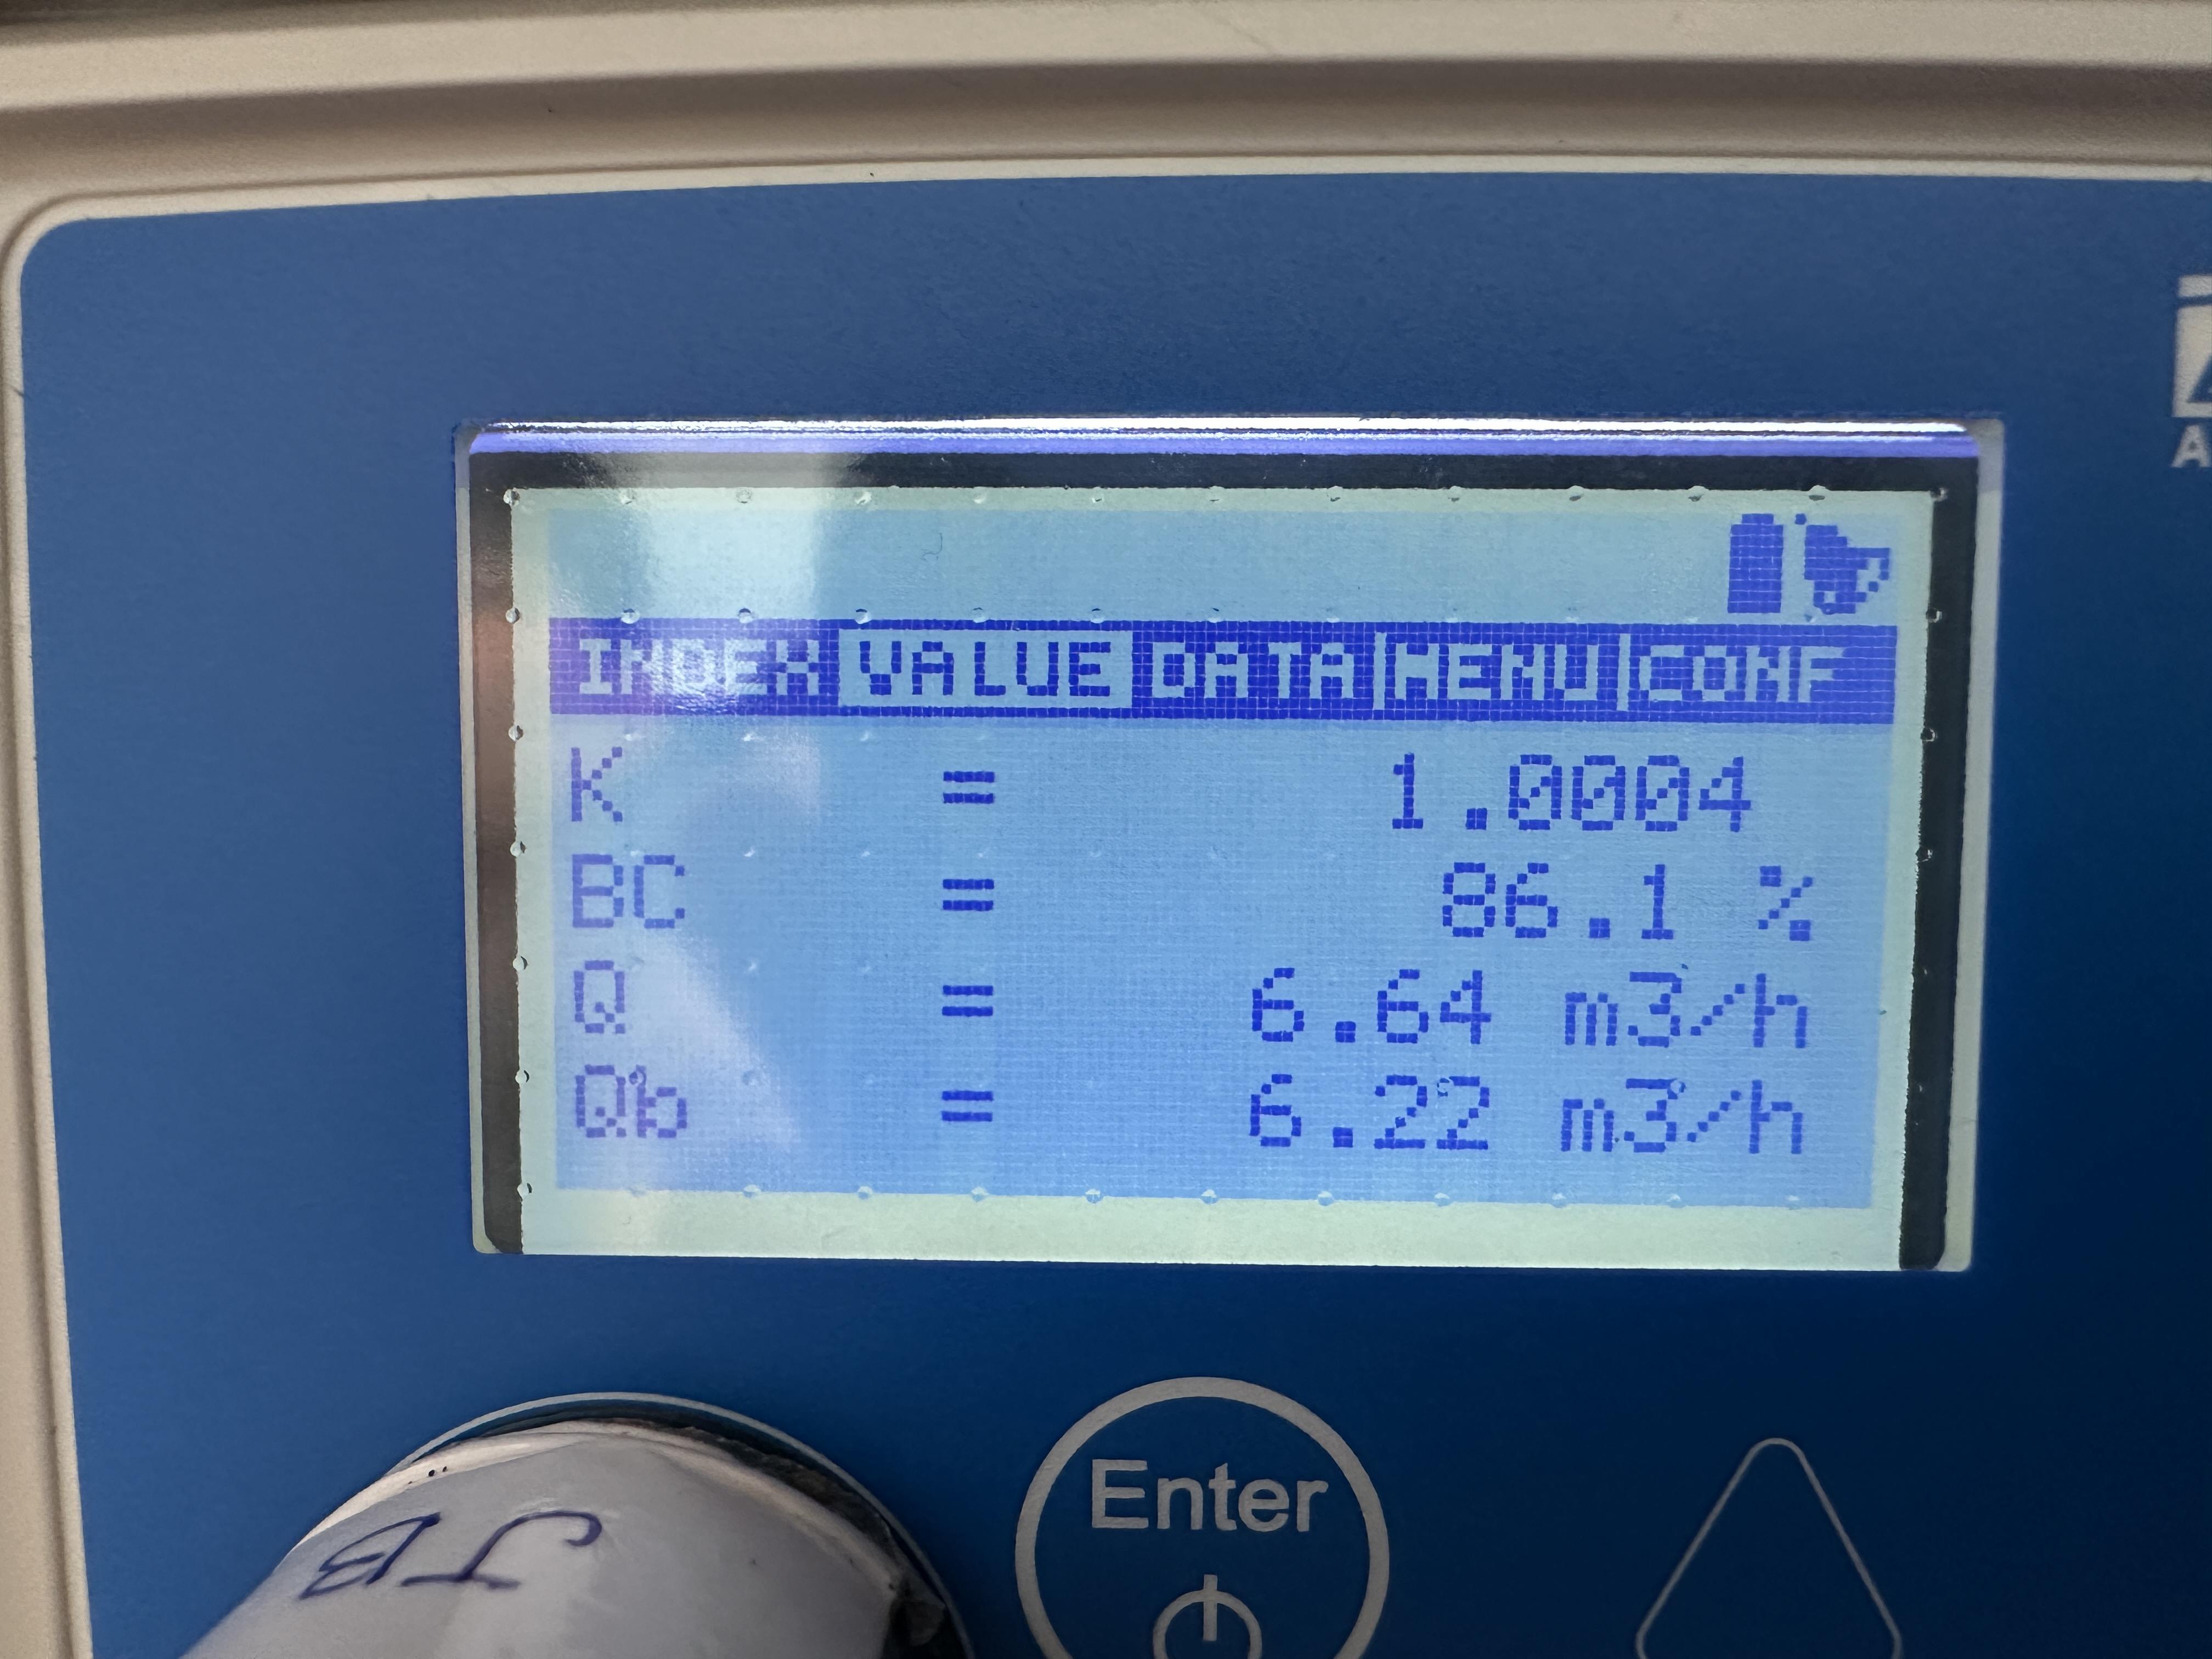 INDEX VALUE DATA|MENU|CONF
K = 1.0004
BC = 86.1 %
Q = 6.64 m3/h
Qb = 6.22 m3/h
Enter
JB